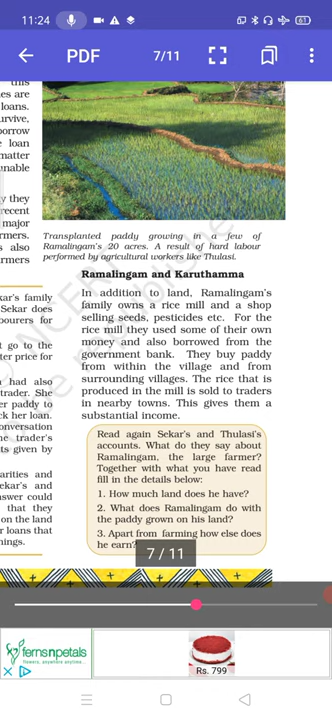 11:24
61
PDF
7/11
this
es are
loans.
urvive,
borrow
e loan
matter
unable
y they
recent
major
rmers.
s also
rmers
Transplanted paddy growing in a few of
Ramalingam's 20 acres. A result of hard labour
performed by agricultural workers like Thulasi.
Ramalingam and Karuthamma
kar's family
Sekar does
bourers for
t go to the
ter price for
had also
trader. She
er paddy to
ck her loan.
onversation
he trader's
ts given by
arities and
ekar's and
nswer could
that they
on the land
r loans that
nings.
In addition to land, Ramalingam's
family owns a rice mill and a shop
selling seeds, pesticides etc. For the
rice mill they used some of their own
money and also borrowed from the
government bank. They buy paddy
from within the village and from
surrounding villages. The rice that is
produced in the mill is sold to traders
in nearby towns. This gives them a
substantial income.
Read again Sekar's and Thulasi's
accounts. What do they say about
Ramalingam, the large farmer?
Together with what you have read
fill in the details below:
1. How much land does he have?
2. What does Ramalingam do with
the paddy grown on his land?
3. Apart from farming how else does
he earn?
7 / 11
fernsnpetals
flowers, anywhere anytime...
Rs. 799